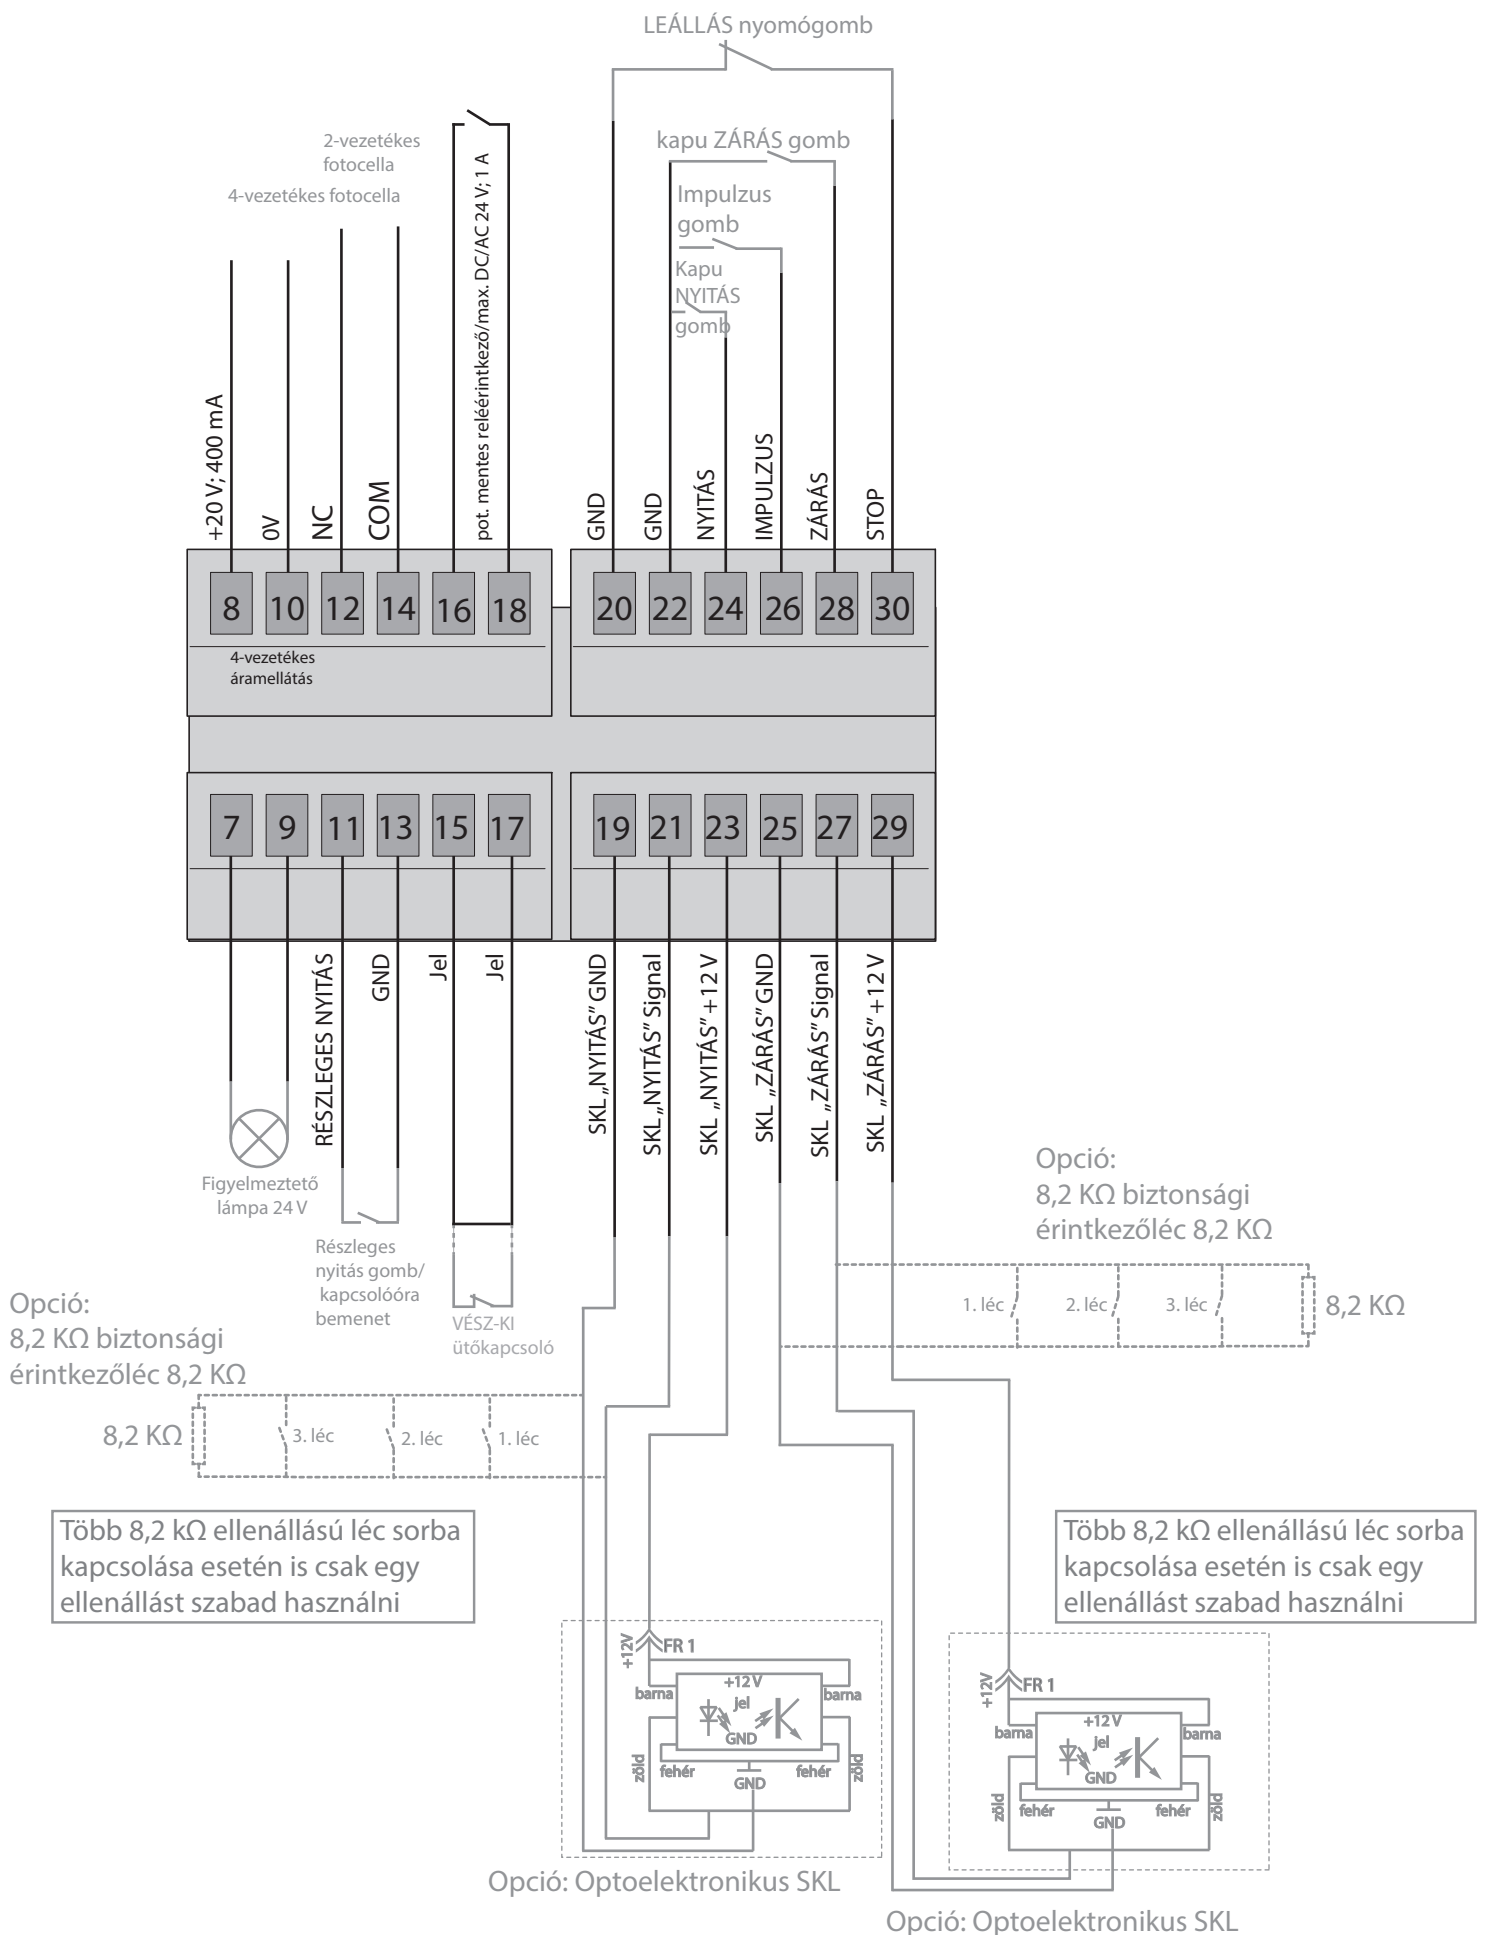 LEÁLLÁS nyomógomb
2-vezetékes
fotocella
4-vezetékes fotocella
kapu ZÁRÁS gomb
Impulzus
gomb
Kapu
NYITÁS
gomb
+20 V; 400 mA
0V
NC
COM
pot. mentes reléérintkező/max. DC/AC 24 V; 1 A
GND
GND
NYITÁS
IMPULZUS
ZÁRÁS
STOP
8
10
12
14
16
18
20
22
24
26
28
30
4-vezetékes
áramellátás
7
9
11
13
15
17
19
21
23
25
27
29
RÉSZLEGES NYITÁS
GND
Jel
Jel
SKL „NYITÁS” GND
SKL „NYITÁS” Signal
SKL „NYITÁS” +12 V
SKL „ZÁRÁS” GND
SKL „ZÁRÁS” Signal
SKL „ZÁRÁS” +12 V
Figyelmeztető
lámpa 24 V
Részleges
nyitás gomb/
kapcsolóóra
bemenet
VÉSZ-KI
ütőkapcsoló
Opció:
8,2 KΩ biztonsági
érintkezőléc 8,2 KΩ
1. léc
2. léc
3. léc
8,2 KΩ
Opció:
8,2 KΩ biztonsági
érintkezőléc 8,2 KΩ
8,2 KΩ
3. léc
2. léc
1. léc
Több 8,2 kΩ ellenállású léc sorba
kapcsolása esetén is csak egy
ellenállást szabad használni
Több 8,2 kΩ ellenállású léc sorba
kapcsolása esetén is csak egy
ellenállást szabad használni
+12V
FR 1
barna
+12 V
jel
GND
barna
zöld
fehér
GND
fehér
zöld
Opció: Optoelektronikus SKL
+12V
FR 1
barna
+12 V
jel
GND
barna
zöld
fehér
GND
fehér
zöld
Opció: Optoelektronikus SKL